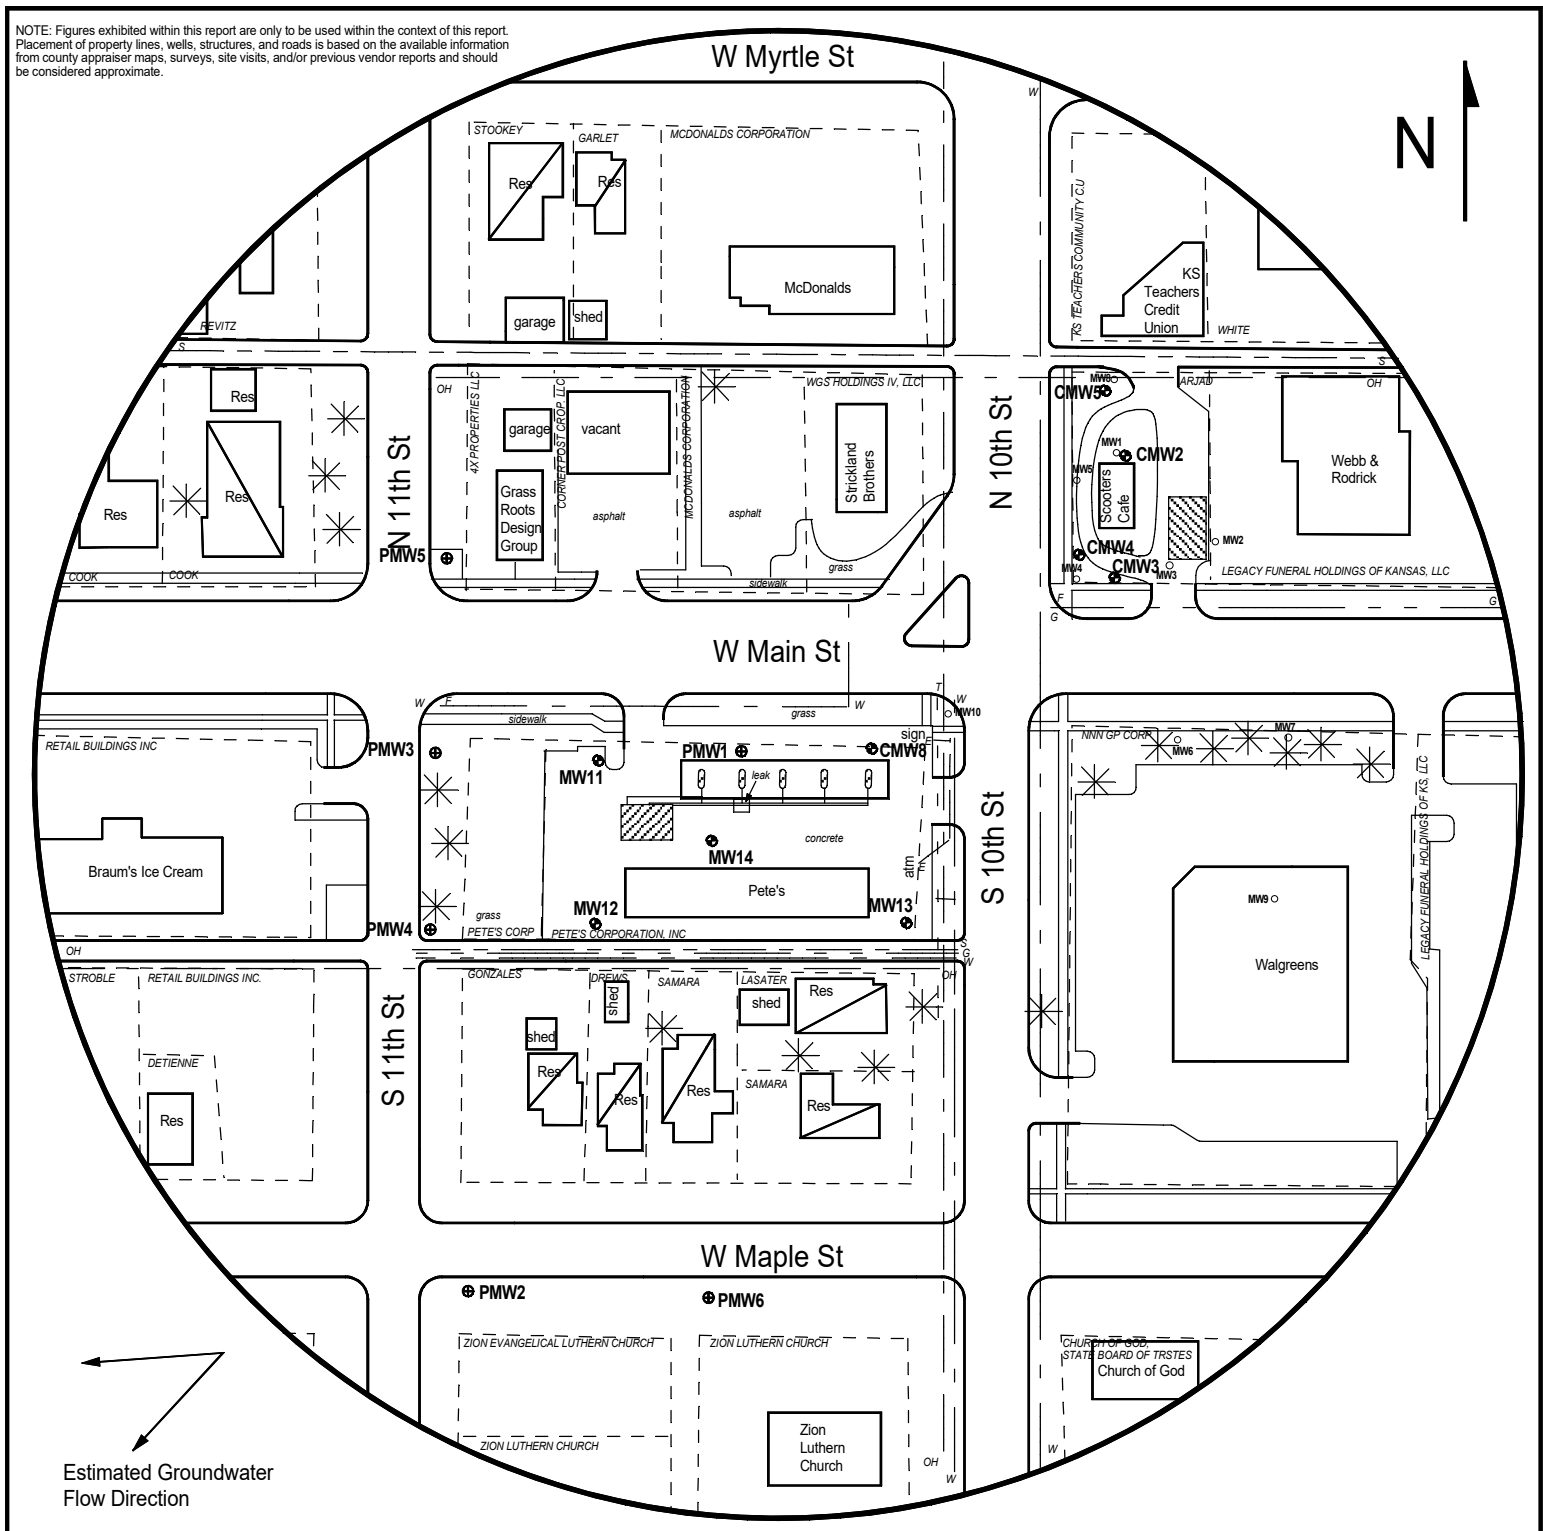 NOTE: Figures exhibited within this report are only to be used within the context of this report.
Placement of property lines, wells, structures, and roads is based on the available information
from county appraiser maps, surveys, site visits, and/or previous vendor reports and should
be considered approximate.
W Myrtle St
N
W
STOOKEY
GARLET
MCDONALDS CORPORATION
Res
Res
McDonalds
garage
shed
KS TEACHERS COMMUNITY C.U
KS
Teachers
Credit
Union
WHITE
REVITZ
S
S
Res
Res
Res
COOK
COOK
N 11th St
OH
4X PROPERTIES LLC
garage
CORNER POST CROP, LLC
vacant
MCDONALDS CORPORATION
WGS HOLDINGS IV, LLC
Grass
Roots
Design
Group
asphalt
asphalt
Strickland
Brothers
grass
sidewalk
PMW5
N 10th St
MW8
CMW5
ARJAD
OH
MW1
CMW2
MW5
Scooters
Cafe
Webb &
Rodrick
MW2
CMW4
CMW3
MW4
MW3
LEGACY FUNERAL HOLDINGS OF KANSAS, LLC
F
G
G
W Main St
W
F
sidewalk
grass
W
T
W
MW10
sign
E
RETAIL BUILDINGS INC
PMW3
MW11
PMW1
CMW8
leak
concrete
MW14
Pete's
atm
E
Braum's Ice Cream
MW12
MW13
PMW4
grass
PETE'S CORP
PETE'S CORPORATION, INC
S 10th St
NNN GP CORP
MW6
MW7
MW9
Walgreens
LEGACY FUNERAL HOLDINGS OF KS, LLC
OH
S
G
W
OH
STROBLE
RETAIL BUILDINGS INC.
DETIENNE
Res
S 11th St
GONZALES
DREWS
SAMARA
LASATER
shed
shed
shed
Res
Res
Res
Res
SAMARA
Res
W Maple St
PMW2
PMW6
ZION EVANGELICAL LUTHERN CHURCH
ZION LUTHERN CHURCH
ZION LUTHERN CHURCH
Zion
Luthern
Church
OH
W
W
CHURCH OF GOD,
STATE BOARD OF TRSTES
Church of God
Estimated Groundwater
Flow Direction